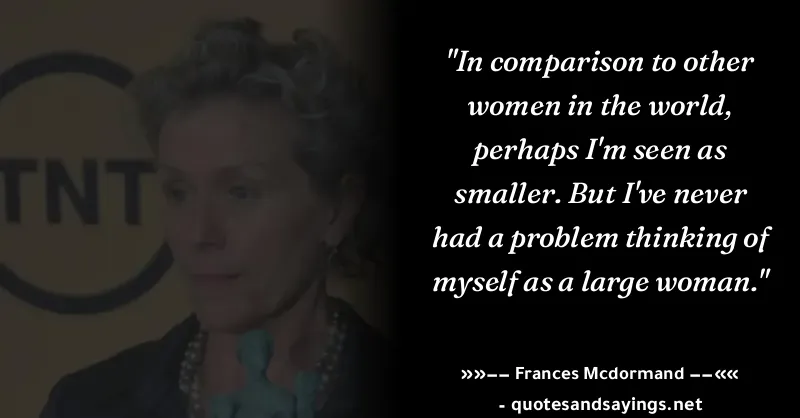 TNT
"In comparison to other
women in the world,
perhaps I'm seen as
smaller. But I've never
had a problem thinking of
myself as a large woman."
»»−− Frances Mcdormand −−««
- quotesandsayings.net